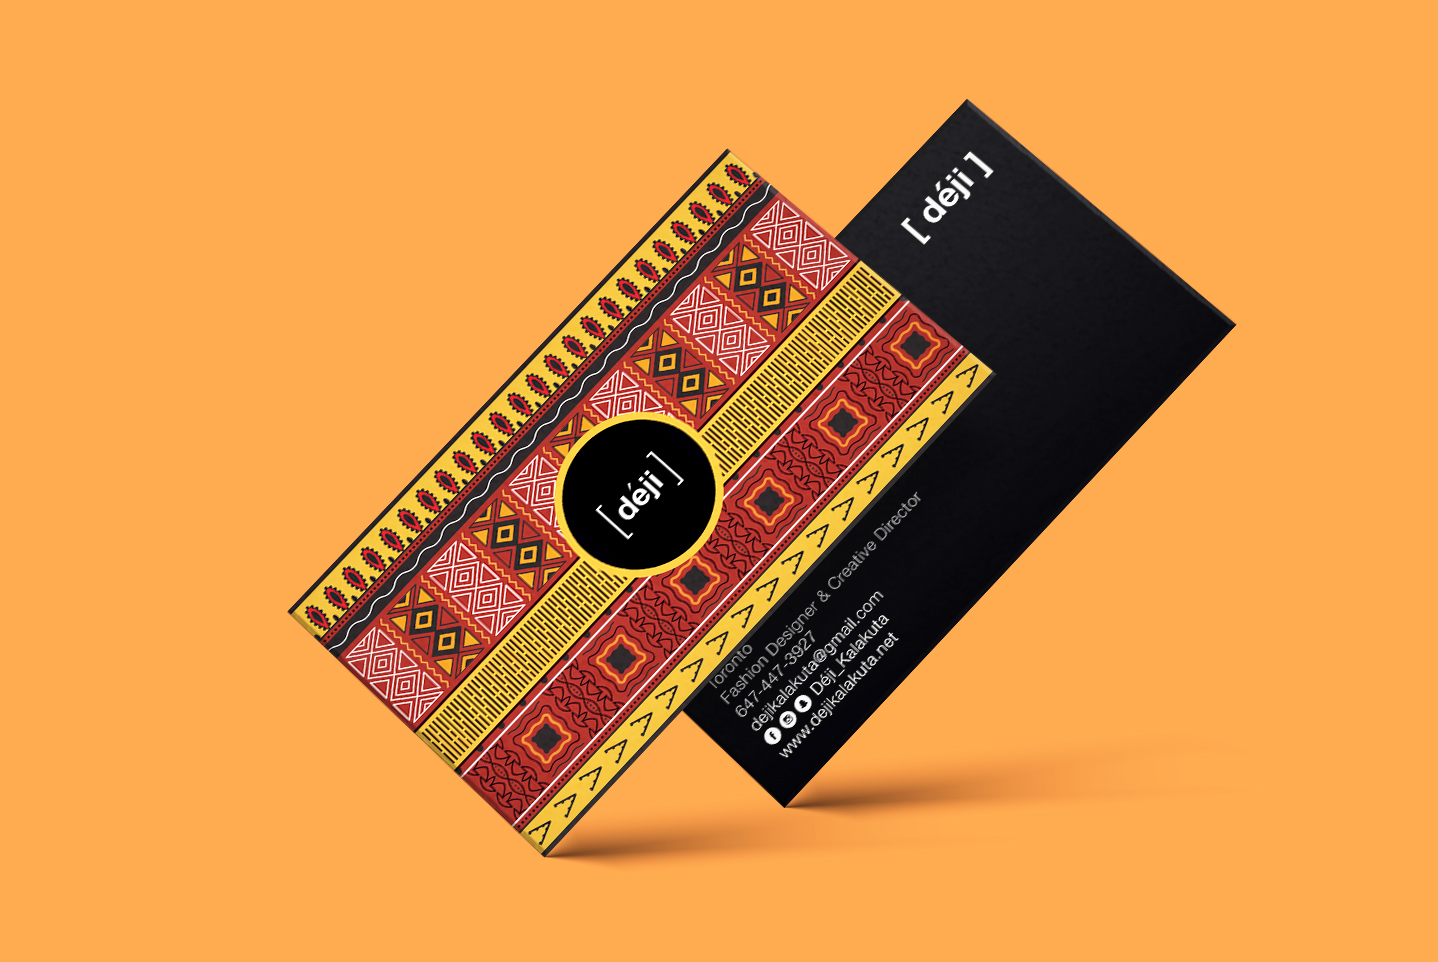 [ déji ]
[ déji ]
Toronto
Fashion Designer & Creative Director
647-447-3927
dejikalakuta@gmail.com
Déji_Kalakuta
www.dejikalakuta.net